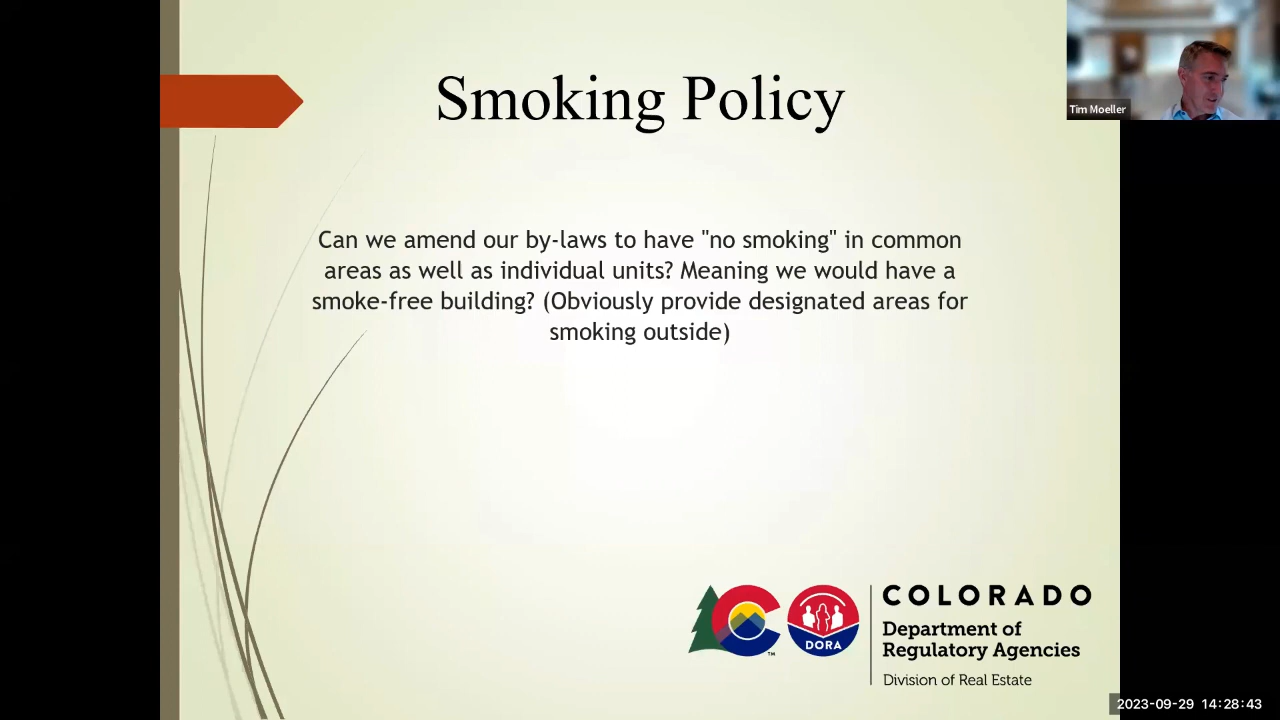 Smoking Policy
Tim Moeller
Can we amend our by-laws to have "no smoking" in common
areas as well as individual units? Meaning we would have a
smoke-free building? (Obviously provide designated areas for
smoking outside)
TM
DORA
COLORADO
Department of
Regulatory Agencies
Division of Real Estate
2023-09-29 14:28:43